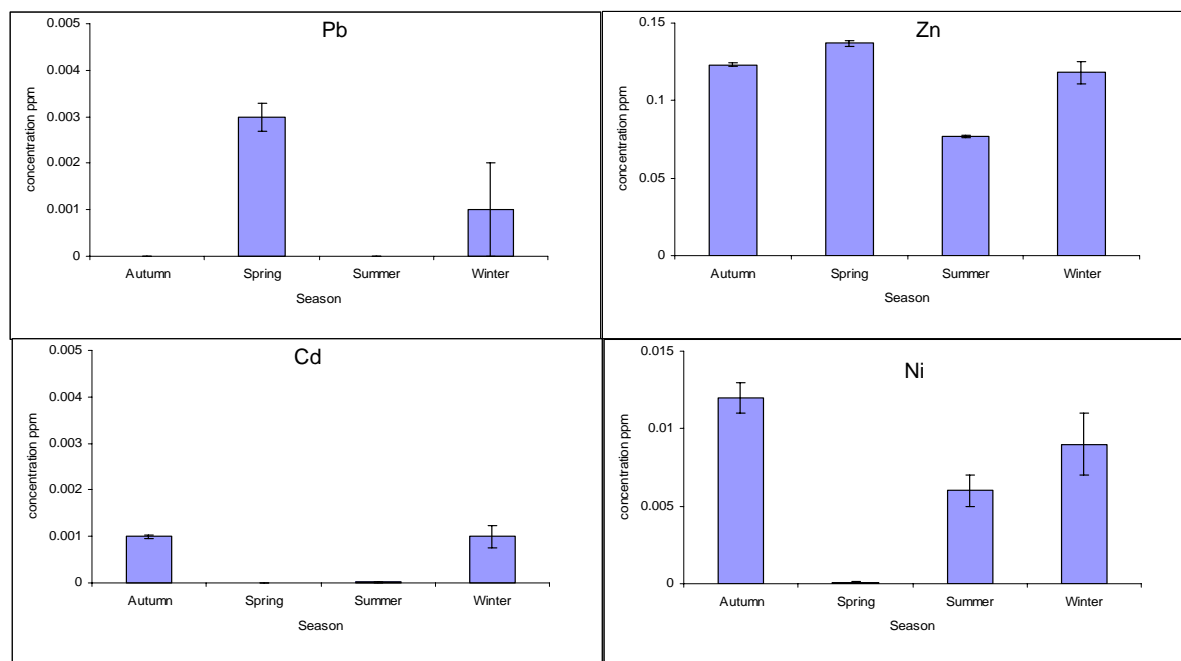 Pb
concentration ppm
0.005
0.004
0.003
0.002
0.001
0
Autumn Spring Summer Winter
Season
Zn
concentration ppm
0.15
0.1
0.05
0
Autumn Spring Summer Winter
Season
Cd
concentration ppm
0.005
0.004
0.003
0.002
0.001
0
Autumn Spring Summer Winter
Season
Ni
concentration ppm
0.015
0.01
0.005
0
Autumn Spring Summer Winter
Season